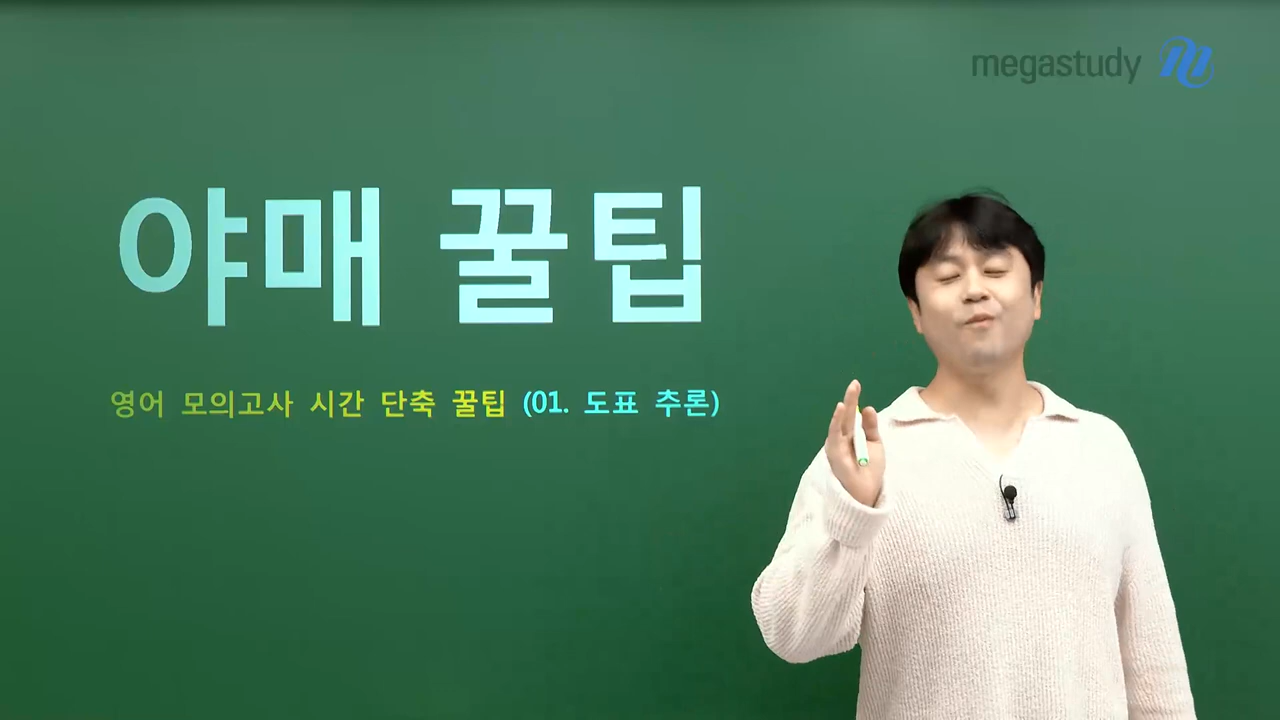 megastudy
야매 꿀팁
영어 모의고사 시간 단축 꿀팁 (01. 도표 추론)